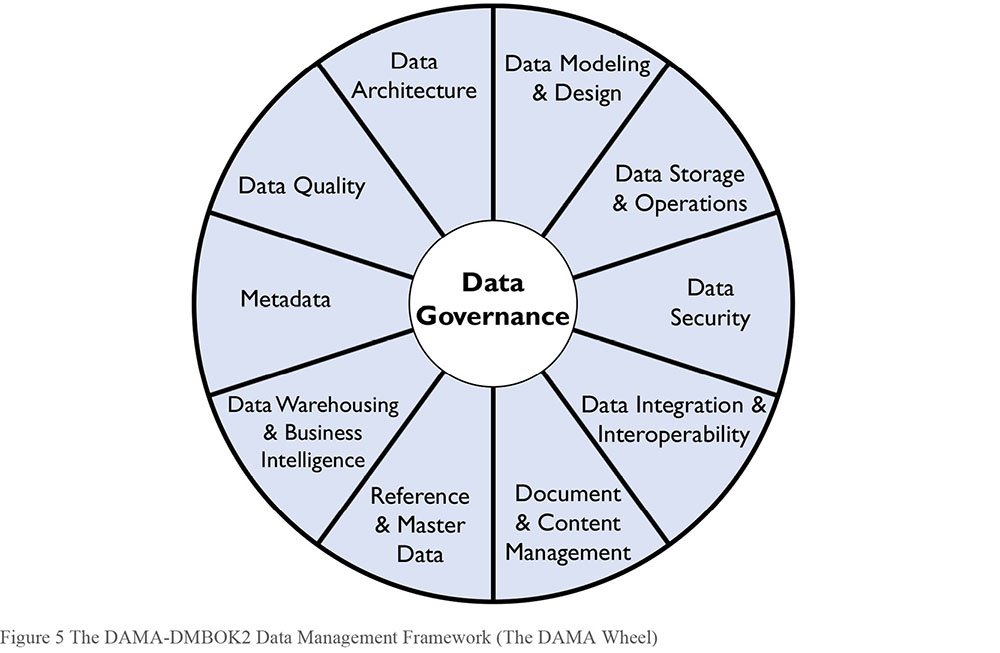 Data
Architecture
Data Modeling
& Design
Data Quality
Data Storage
& Operations
Metadata
Data
Governance
Data
Security
Data Warehousing
& Business
Intelligence
Data Integration &
Interoperability
Reference
& Master
Data
Document
& Content
Management
Figure 5 The DAMA-DMBOK2 Data Management Framework (The DAMA Wheel)